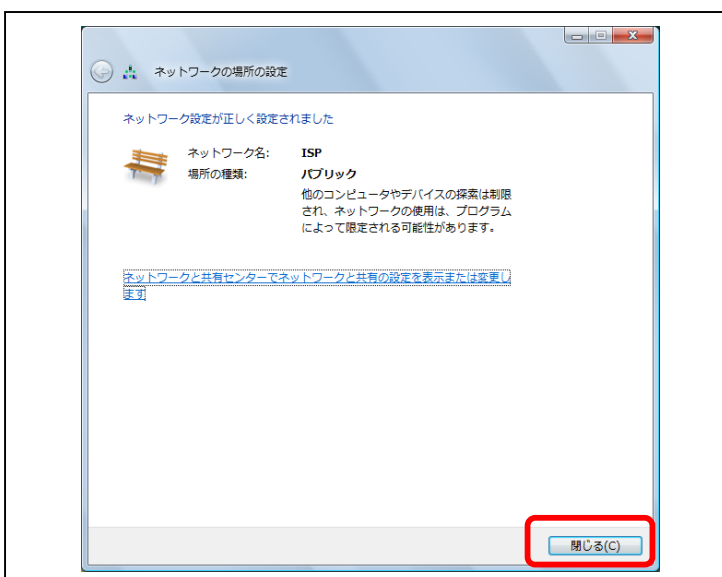 ネットワークの場所の設定
ネットワーク設定が正しく設定されました
ネットワーク名: ISP
場所の種類: パブリック
他のコンピュータやデバイスの探索は制限
され、ネットワークの使用は、プログラム
によって限定される可能性があります。
ネットワークと共有センターでネットワークと共有の設定を表示または変更し
ます
閉じる(C)